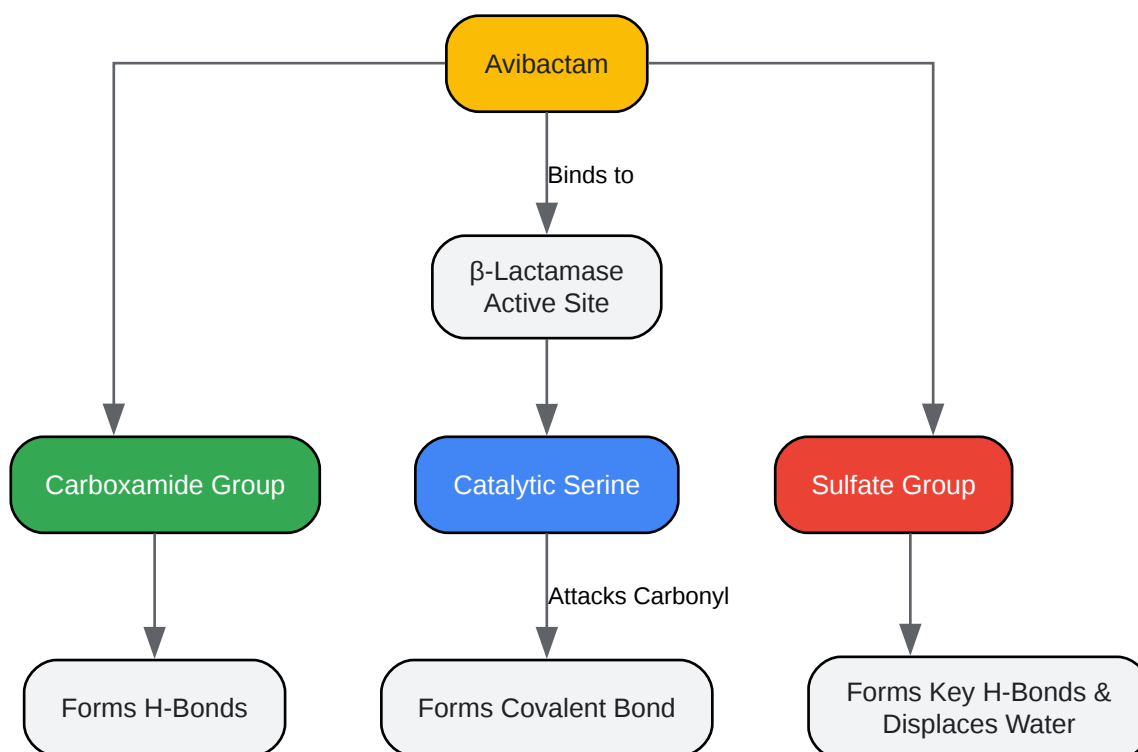 Avibactam
Binds to
β-Lactamase
Active Site
Carboxamide Group
Catalytic Serine
Sulfate Group
Attacks Carbonyl
Forms H-Bonds
Forms Covalent Bond
Forms Key H-Bonds &
Displaces Water